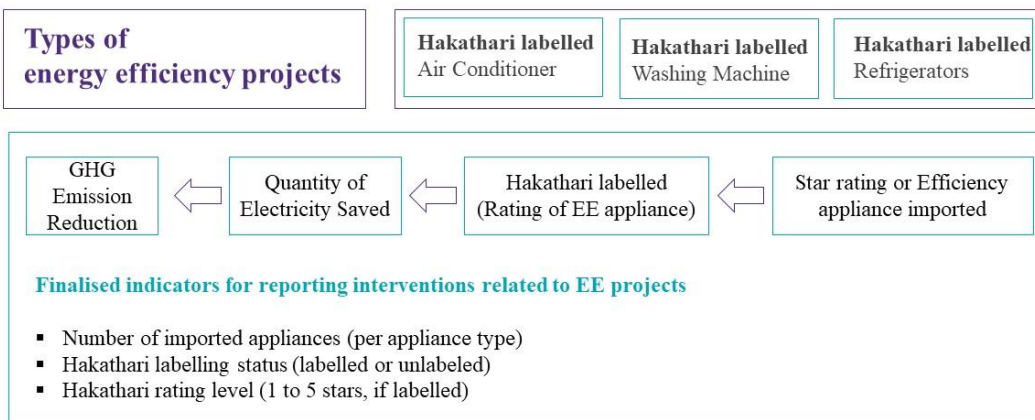 Types of
energy efficiency projects
Hakathari labelled
Air Conditioner
Hakathari labelled
Washing Machine
Hakathari labelled
Refrigerators
GHG
Emission
Reduction
Quantity of
Electricity Saved
Hakathari labelled
(Rating of EE appliance)
Star rating or Efficiency
appliance imported
Finalised indicators for reporting interventions related to EE projects
▪ Number of imported appliances (per appliance type)
▪ Hakathari labelling status (labelled or unlabeled)
▪ Hakathari rating level (1 to 5 stars, if labelled)